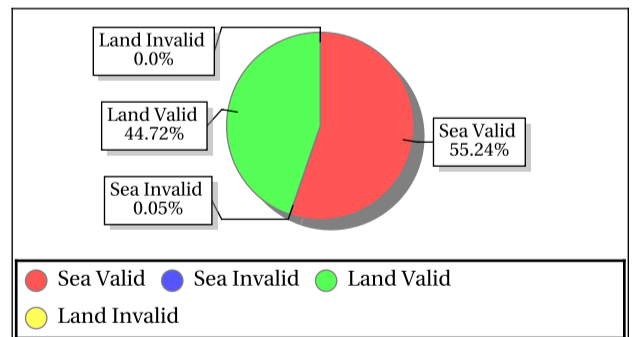 Land Invalid
0.0%
Land Valid
44.72%
Sea Valid
55.24%
Sea Invalid
0.05%
Sea Valid Sea Invalid Land Valid
Land Invalid